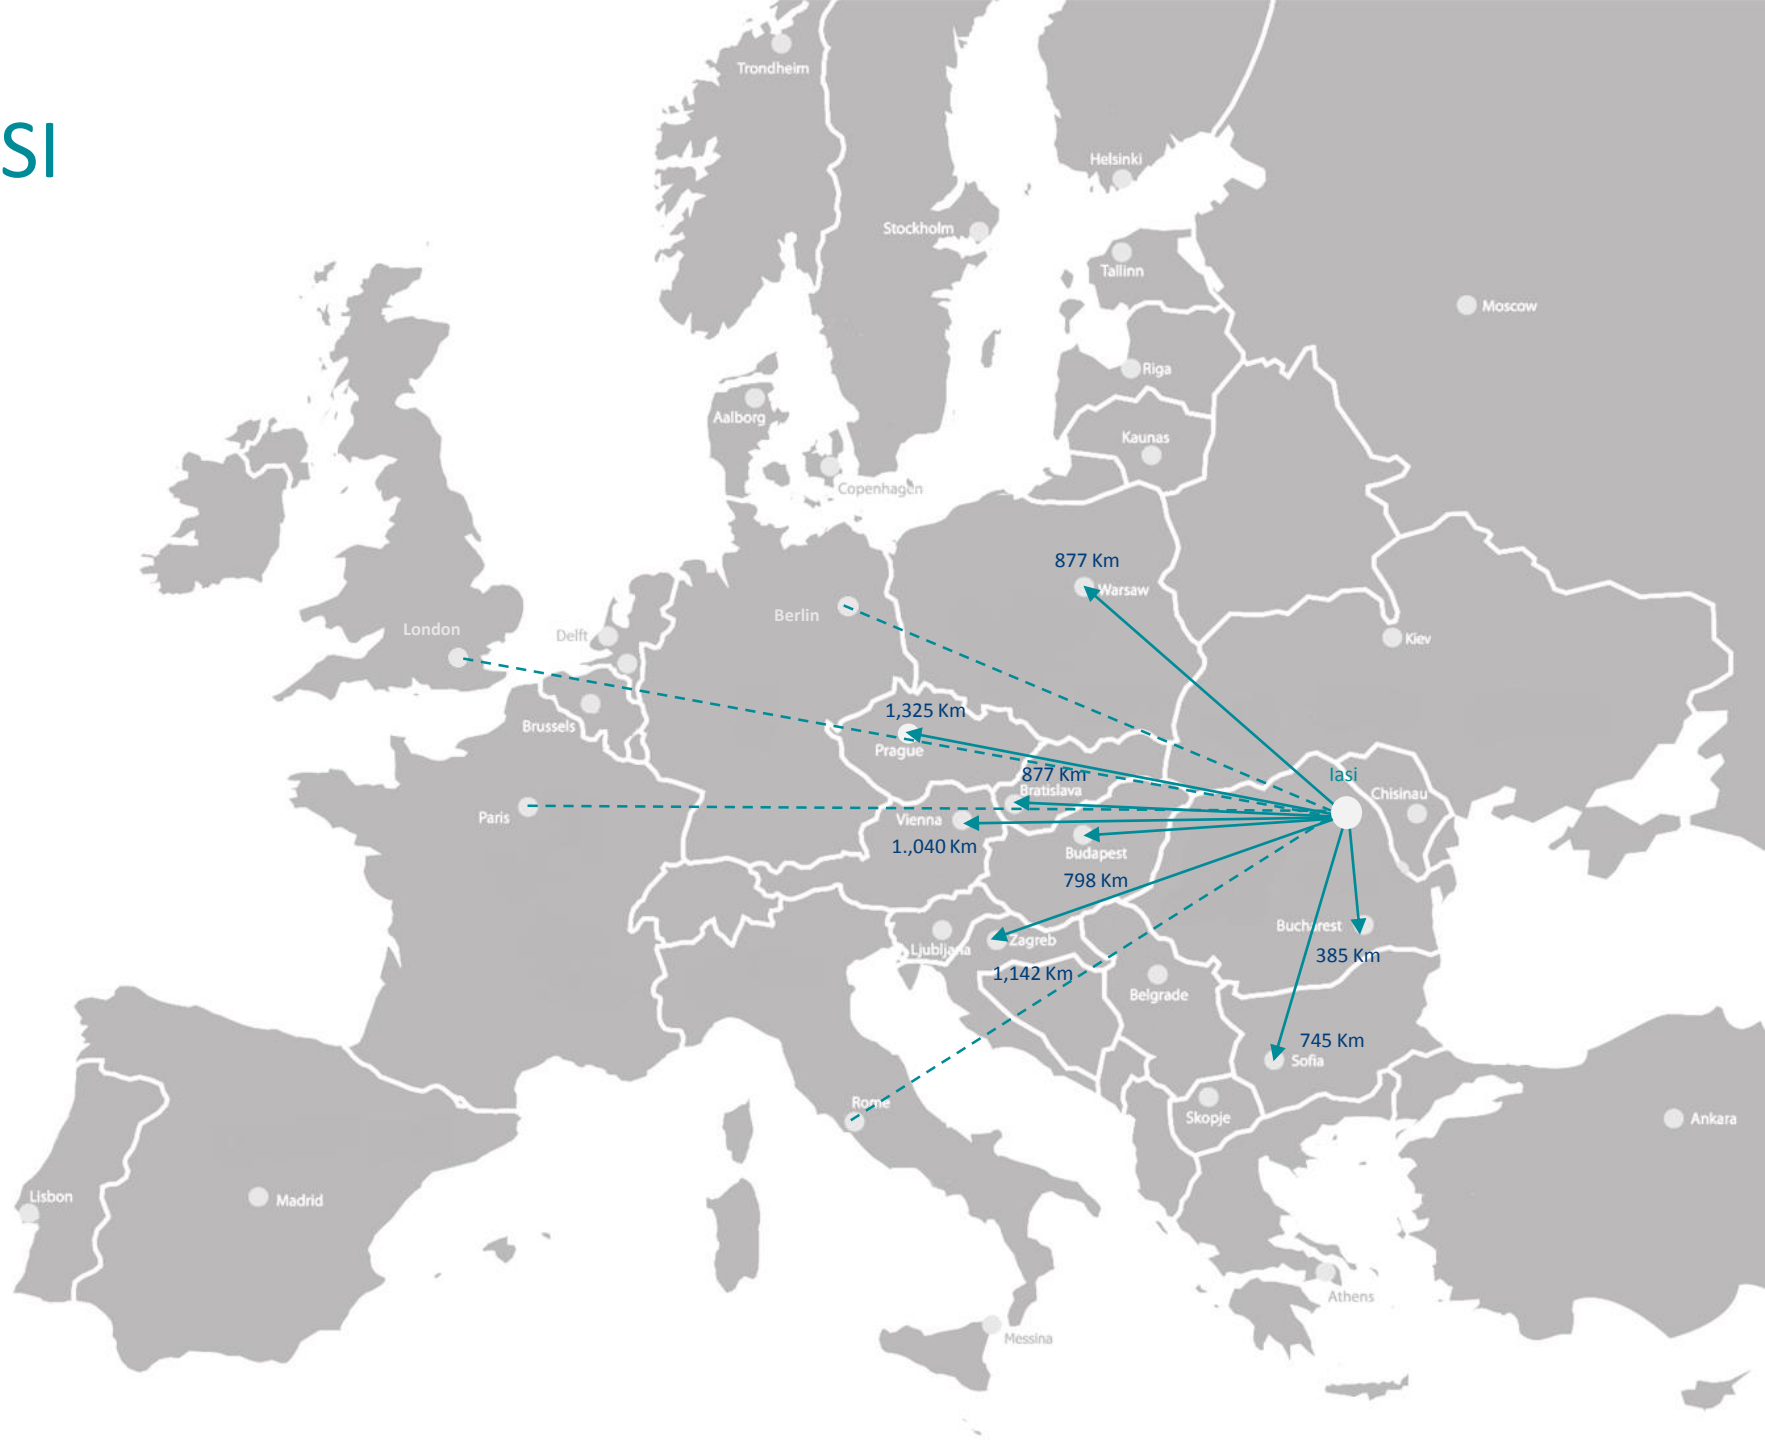 Trondheim
SI
Helsinki
Stockholm
Tallinn
Moscow
Riga
Aalborg
Kaunas
Copenhagen
877 Km
Warsaw
Berlin
London
Delft
Kiev
1,325 Km
Brussels
Prague
877 Km
Iasi
Bratislava
Chisinau
Paris
Vienna
1.,040 Km
Budapest
798 Km
Bucharest
Zagreb
Ljubljana
385 Km
1,142 Km
Belgrade
745 Km
Sofia
Rome
Skopje
Ankara
Lisbon
Madrid
Athens
Messina